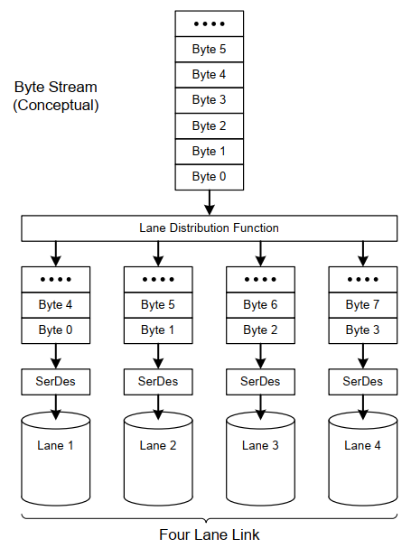 ● ● ● ●
Byte 5
Byte 4
Byte Stream
(Conceptual)
Byte 3
Byte 2
Byte 1
Byte 0
Lane Distribution Function
● ● ● ● ● ● ● ● ● ● ● ● ● ● ● ●
Byte 4 Byte 5 Byte 6 Byte 7
Byte 0 Byte 1 Byte 2 Byte 3
SerDes SerDes SerDes SerDes
Lane 1 Lane 2 Lane 3 Lane 4
Four Lane Link